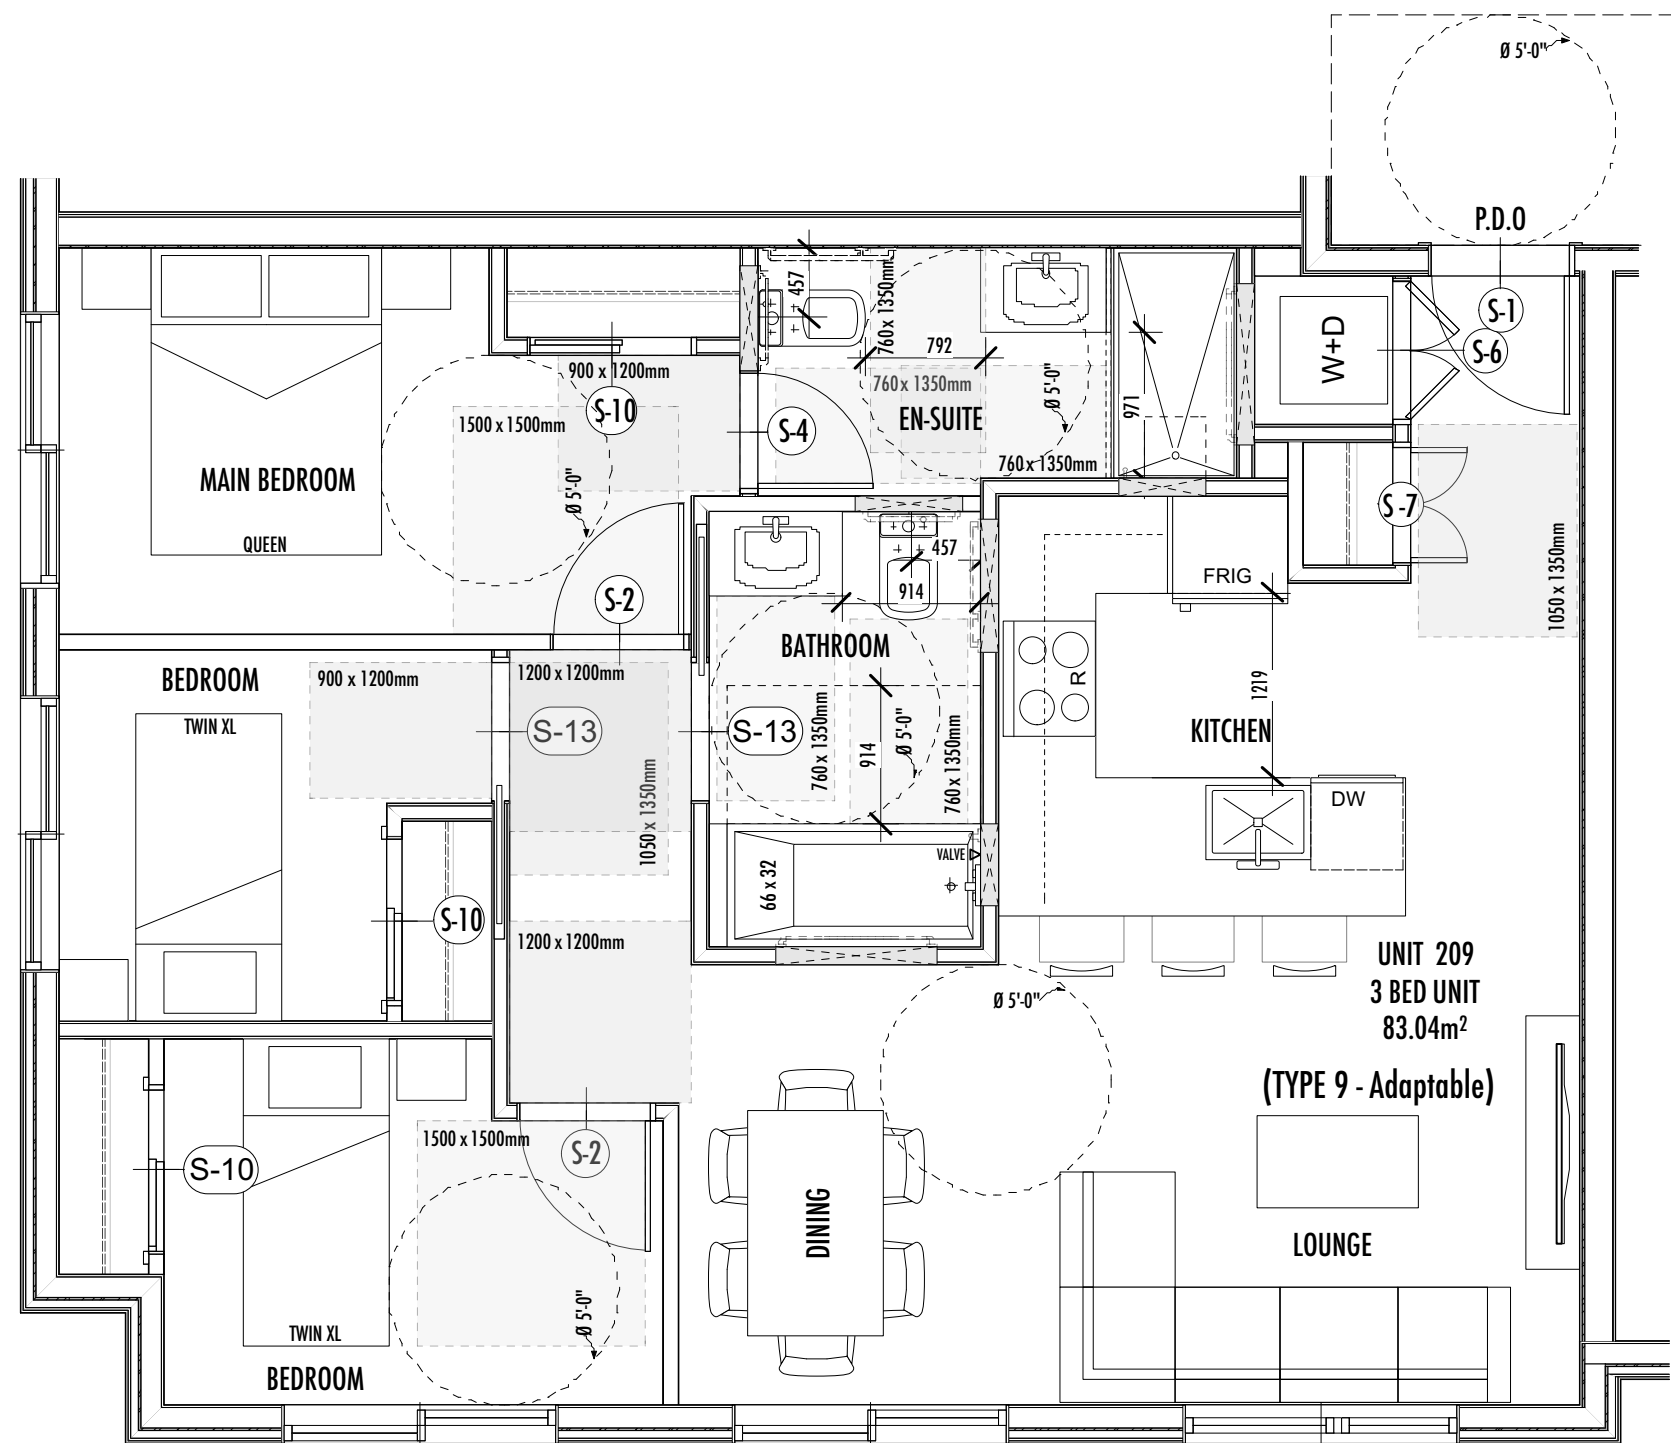 Ø 5'-0"
P.D.O
S-1
S-6
W+D
457
760 x 1350mm
792
760 x 1350mm
EN-SUITE
Ø 5'-0"
760 x 1350mm
971
S-4
900 x 1200mm
S-10
1500 x 1500mm
Ø 5'-0"
MAIN BEDROOM
QUEEN
S-2
S-7
1050 x 1350mm
457
914
BATHROOM
760 x 1350mm
914
Ø 5'-0"
760 x 1350mm
S-13
VALVE
66 x 32
FRIG
R
1219
KITCHEN
DW
BEDROOM
900 x 1200mm
TWIN XL
1200 x 1200mm
S-13
1050 x 1350mm
S-10
1200 x 1200mm
Ø 5'-0"
UNIT 209
3 BED UNIT
83.04m²
(TYPE 9 - Adaptable)
1500 x 1500mm
S-2
S-10
Ø 5'-0"
TWIN XL
BEDROOM
DINING
LOUNGE